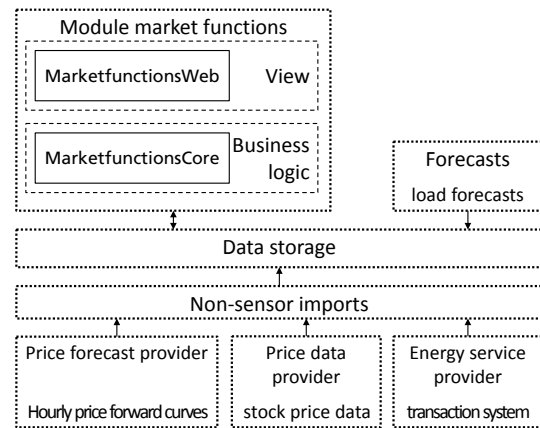 Module market functions
MarketfunctionsWeb
View
MarketfunctionsCore
Business
logic
Forecasts
load forecasts
Data storage
Non-sensor imports
Price forecast provider
Hourly price forward curves
Price data
provider
stock price data
Energy service
provider
transaction system